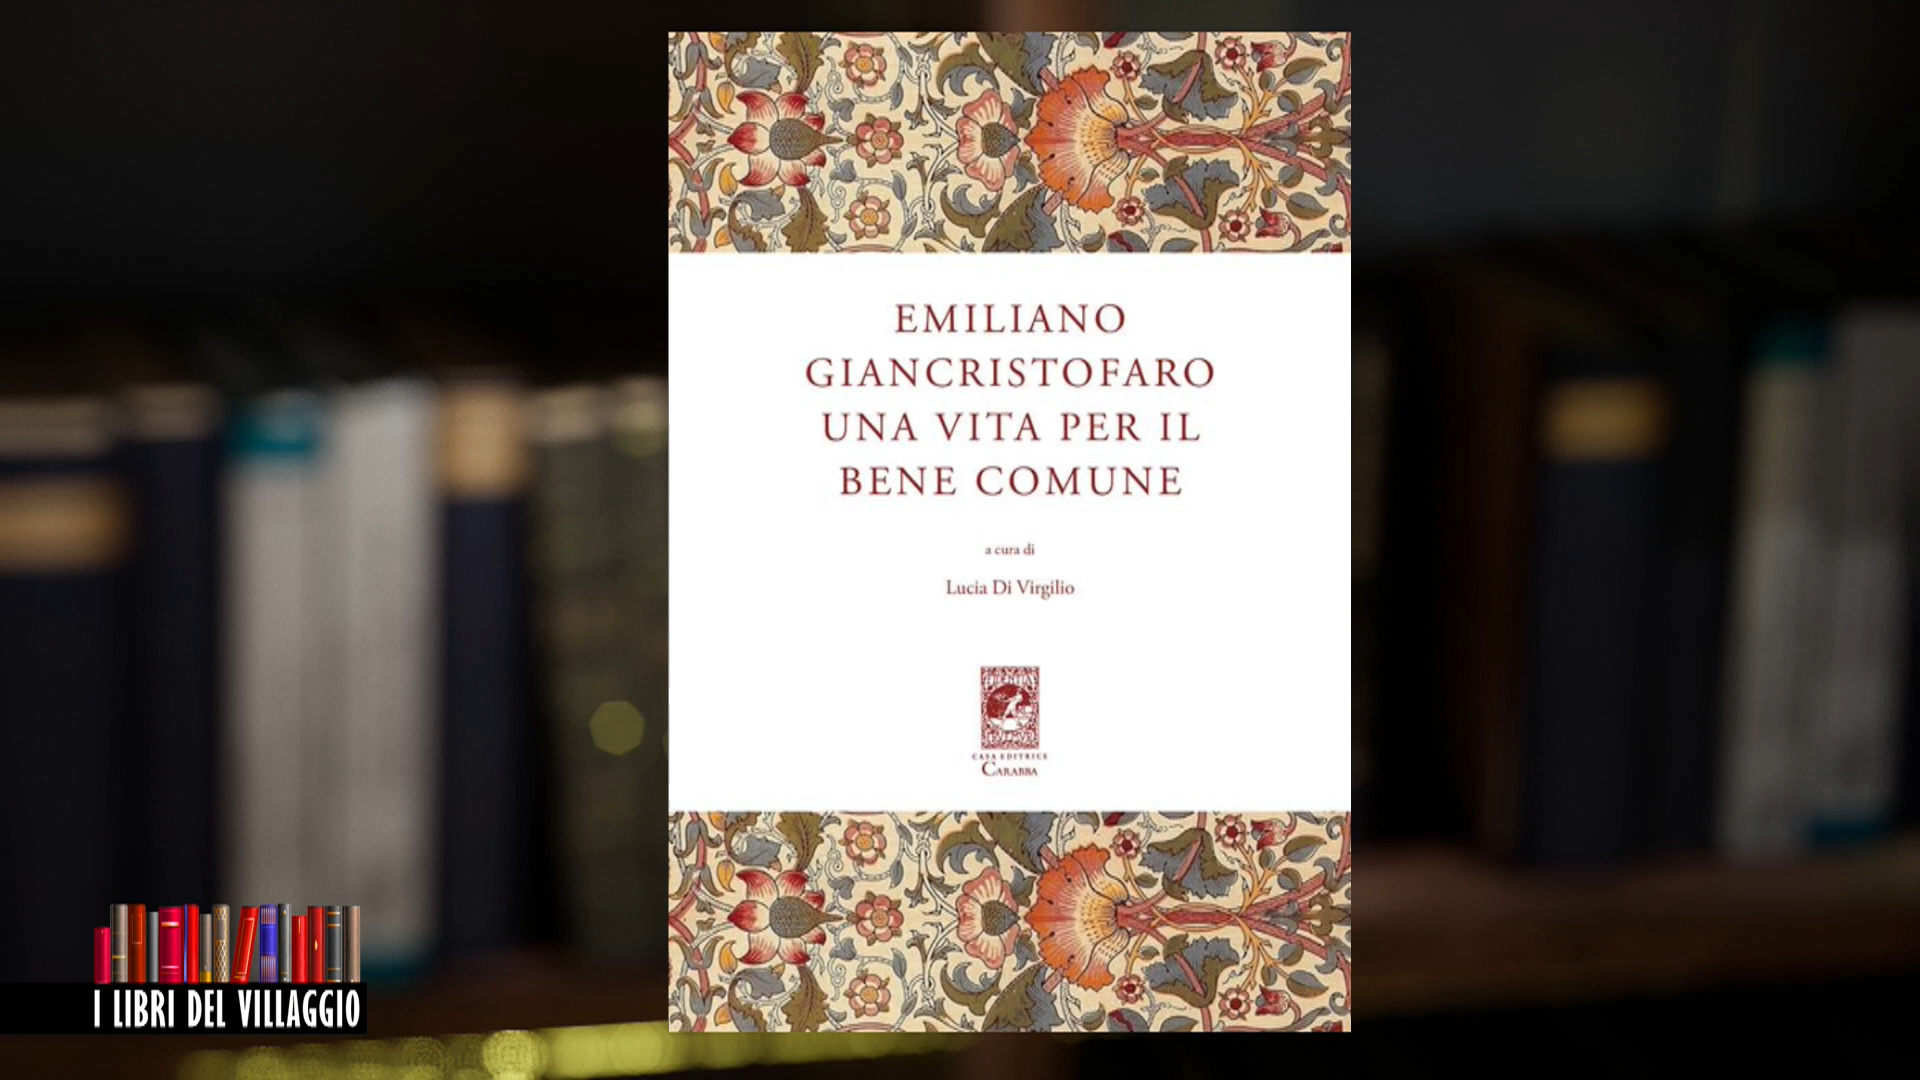 EMILIANO
GIANCRISTOFARO
UNA VITA PER IL
BENE COMUNE
a cura di
Lucia Di Virgilio
CASA EDITRICE
CARABBA
I LIBRI DEL VILLAGGIO